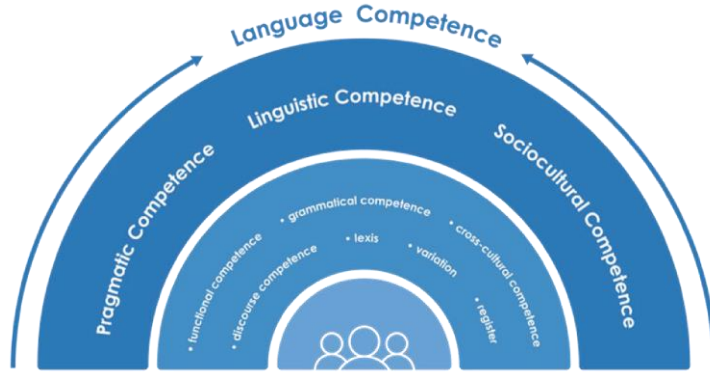 Language Competence
Pragmatic Competence
Linguistic Competence
Sociocultural Competence
• functional competence
• discourse competence
• grammatical competence
• lexis
• variation
• cross-cultural competence
• register